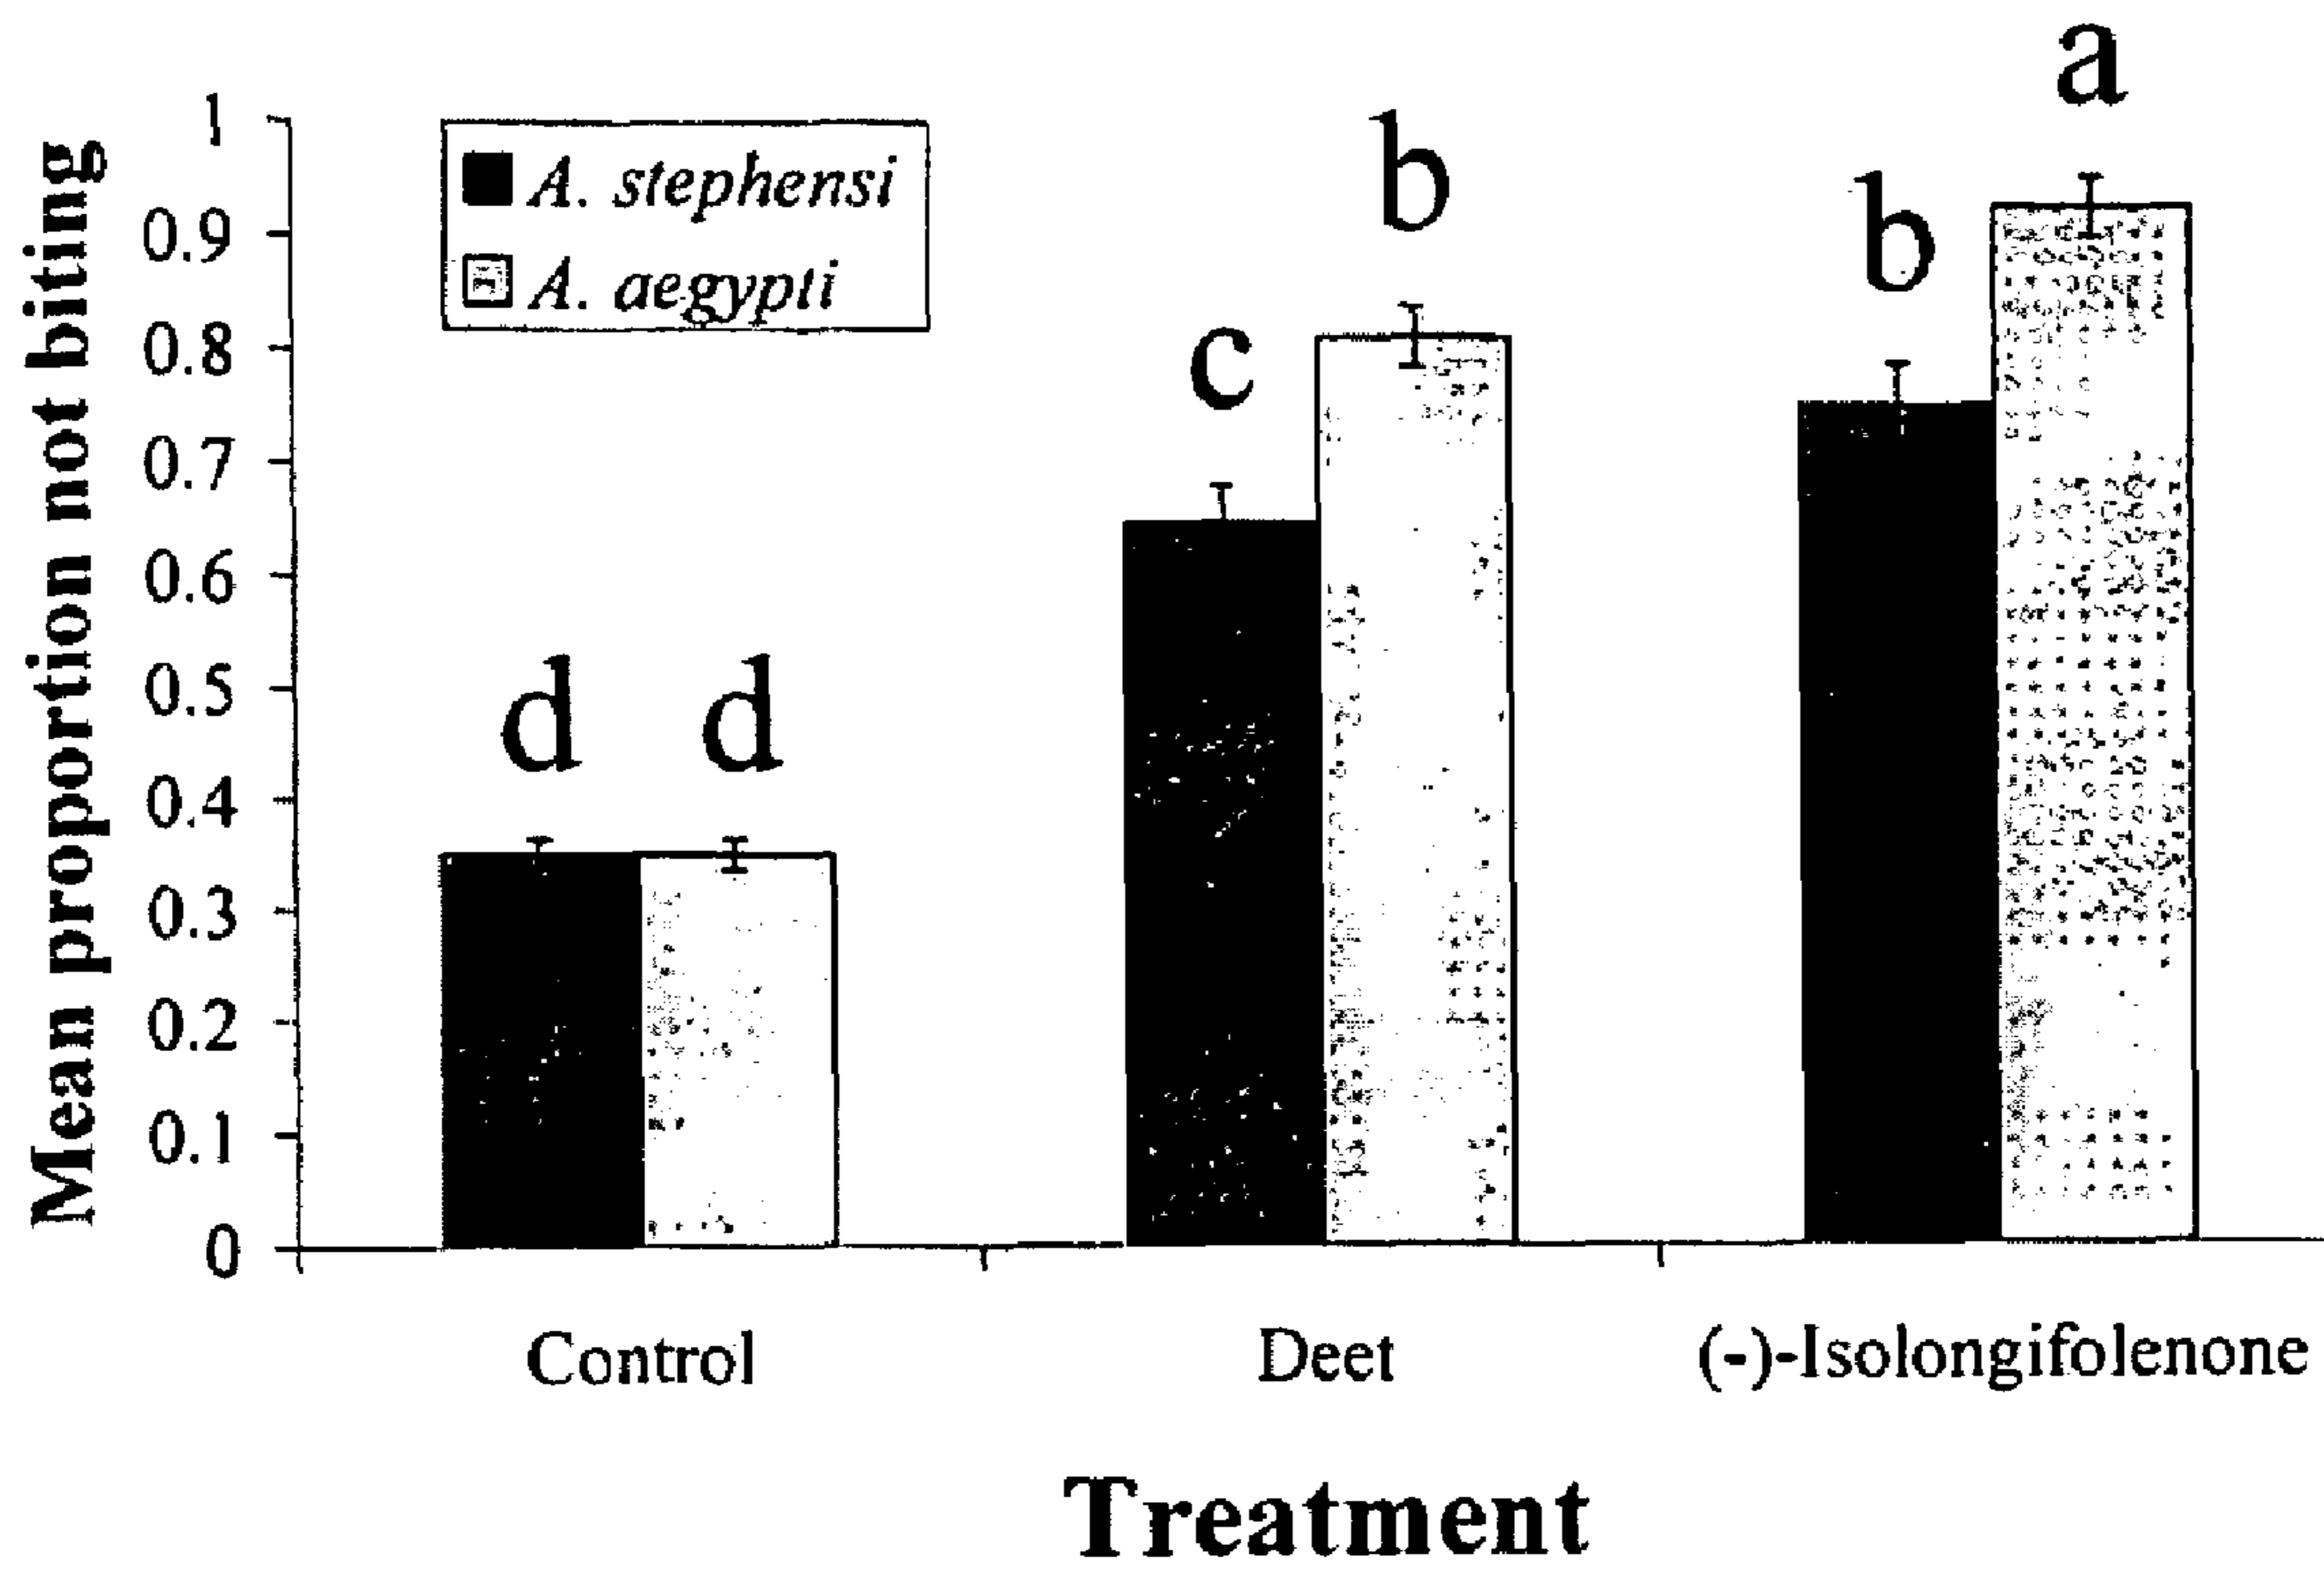 Mean proportion not biting
1
0.9
0.8
0.7
0.6
0.5
0.4
0.3
0.2
0.1
0
A. stephensi
A. aegypti
d
d
c
b
b
a
Control
Deet
(-)-Isolongifolenone
Treatment